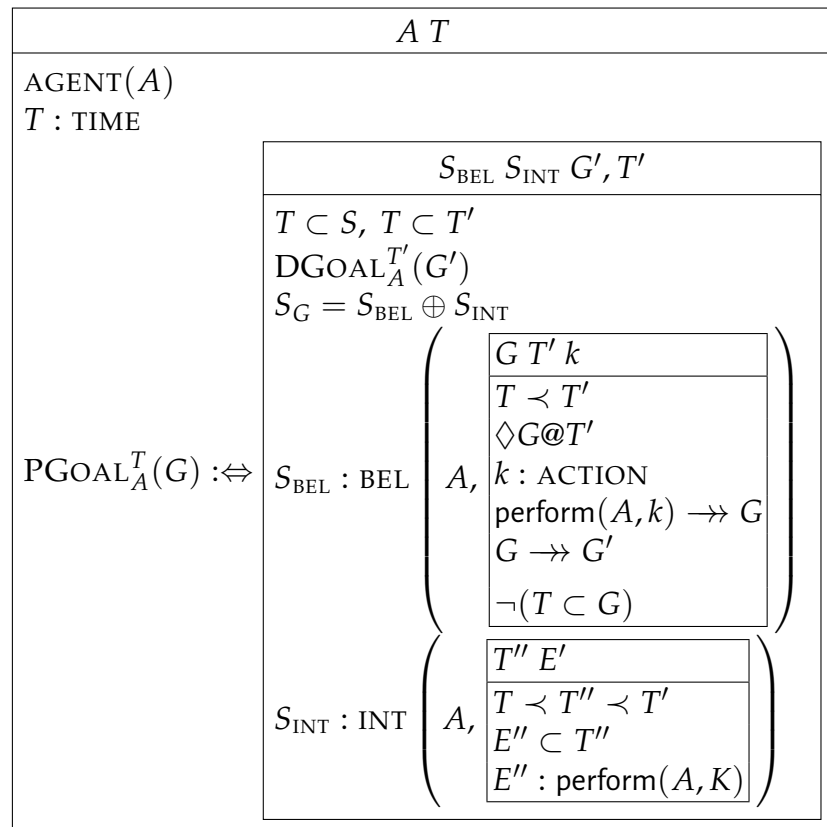 A T
AGENT(A)
T : TIME
S_BEL S_INT G′, T′
T ⊂ S, T ⊂ T′
DGOAL_A^{T′}(G′)
S_G = S_BEL ⊕ S_INT
G T′ k
T ≺ T′
◇G@T′
PGOAL_A^T(G) :⇔ S_BEL : BEL ( A, k : ACTION )
perform(A, k) ↠ G
G ↠ G′
¬(T ⊂ G)
T″ E′
S_INT : INT ( A, T ≺ T″ ≺ T′ )
E″ ⊂ T″
E″ : perform(A, K)